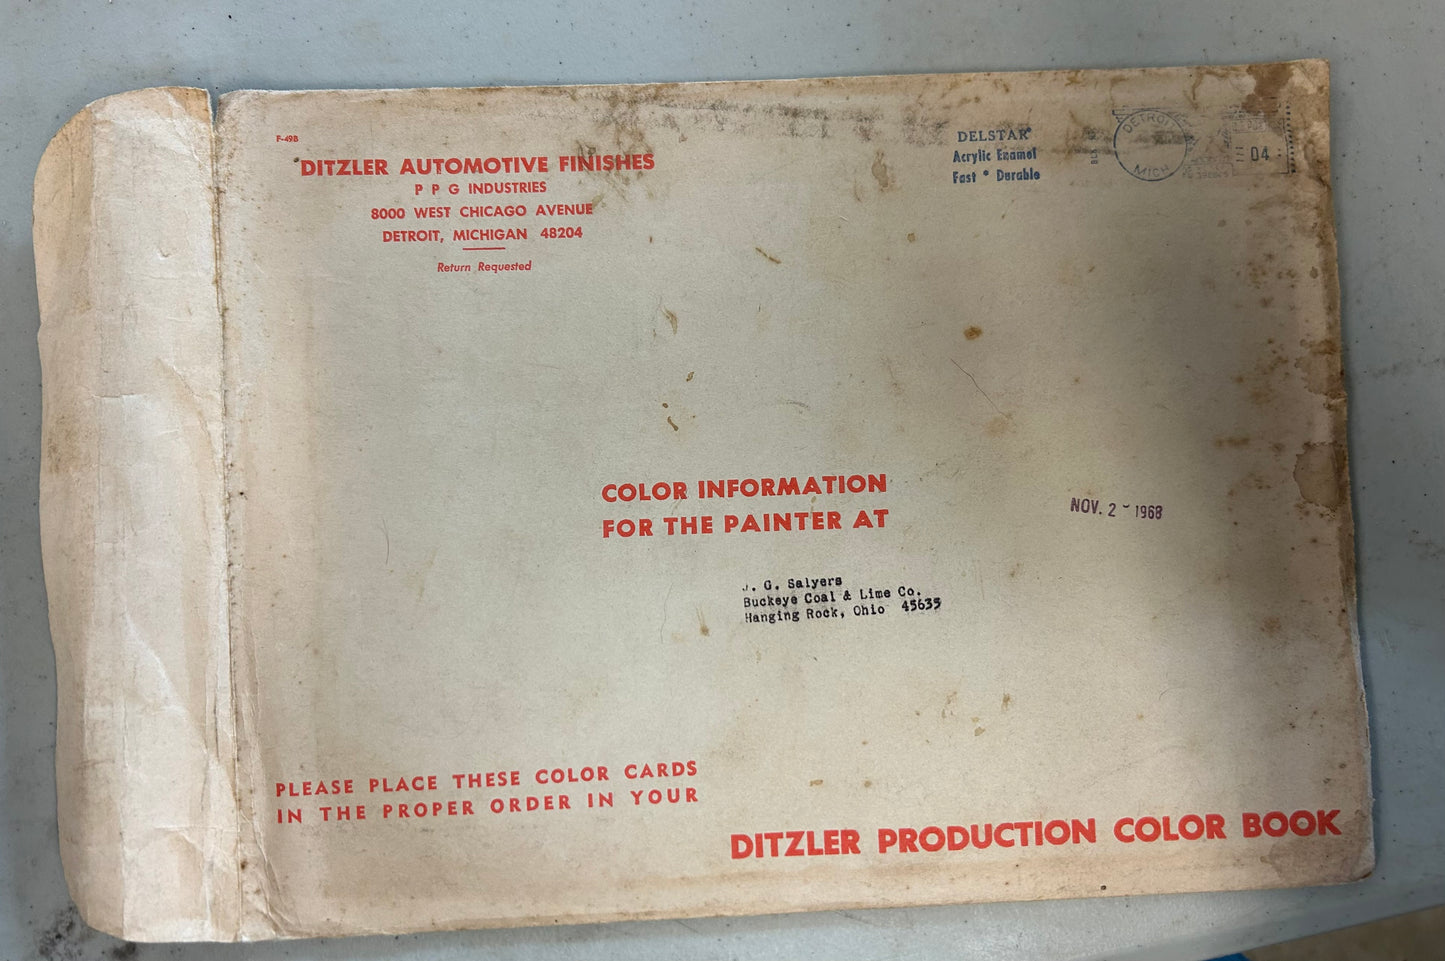 F-49B
DITZLER AUTOMOTIVE FINISHES
P P G INDUSTRIES
8000 WEST CHICAGO AVENUE
DETROIT, MICHIGAN 48204
Return Requested
DELSTAR®
Acrylic Enamel
Fast * Durable
DETROIT
MICH
04
COLOR INFORMATION
FOR THE PAINTER AT
NOV. 2 - 1968
J. G. Salyers
Buckeye Coal & Lime Co.
Hanging Rock, Ohio 45635
PLEASE PLACE THESE COLOR CARDS
IN THE PROPER ORDER IN YOUR
DITZLER PRODUCTION COLOR BOOK